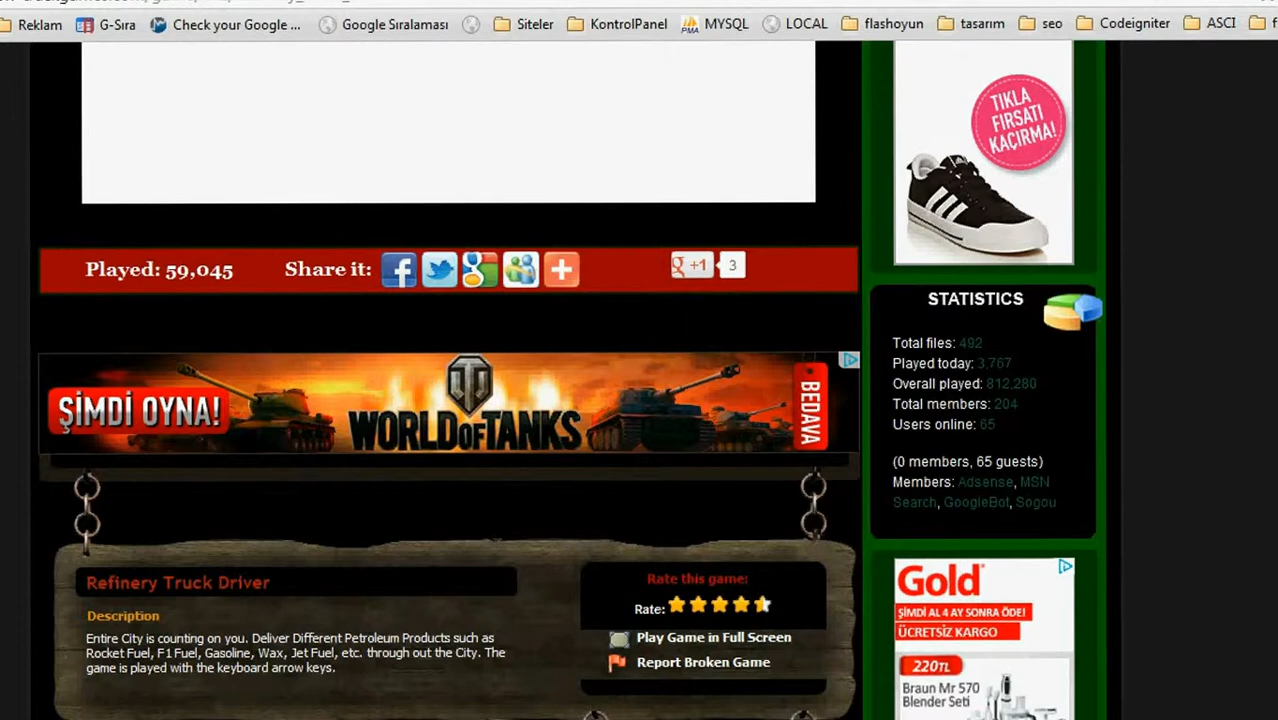 Reklam
G-Sıra
Check your Google ...
Google Sıralaması
Siteler
KontrolPanel
MYSQL
LOCAL
flashoyun
tasarım
seo
Codeigniter
ASCI
TIKLA
FIRSATI
KAÇIRMA!
Played: 59,045
Share it:
+1
3
STATISTICS
Total files: 492
Played today: 3,767
Overall played: 812,280
Total members: 204
Users online: 65
(0 members, 65 guests)
Members: Adsense, MSN
Search, GoogleBot, Sogou
ŞİMDİ OYNA!
WORLD OF TANKS
BEDAVA
Refinery Truck Driver
Description
Entire City is counting on you. Deliver Different Petroleum Products such as
Rocket Fuel, F1 Fuel, Gasoline, Wax, Jet Fuel, etc. through out the City. The
game is played with the keyboard arrow keys.
Rate this game:
Rate:
Play Game in Full Screen
Report Broken Game
Gold
ŞİMDİ AL 4 AY SONRA ÖDE!
ÜCRETSİZ KARGO
220TL
Braun Mr 570
Blender Seti